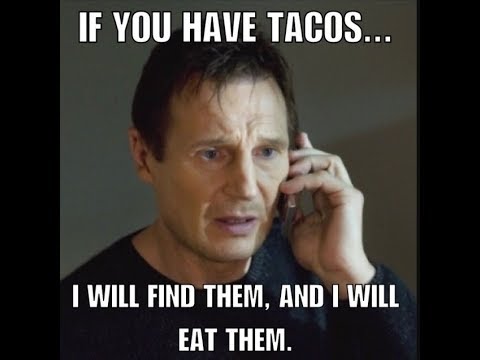 IF YOU HAVE TACOS...
I WILL FIND THEM, AND I WILL
EAT THEM.